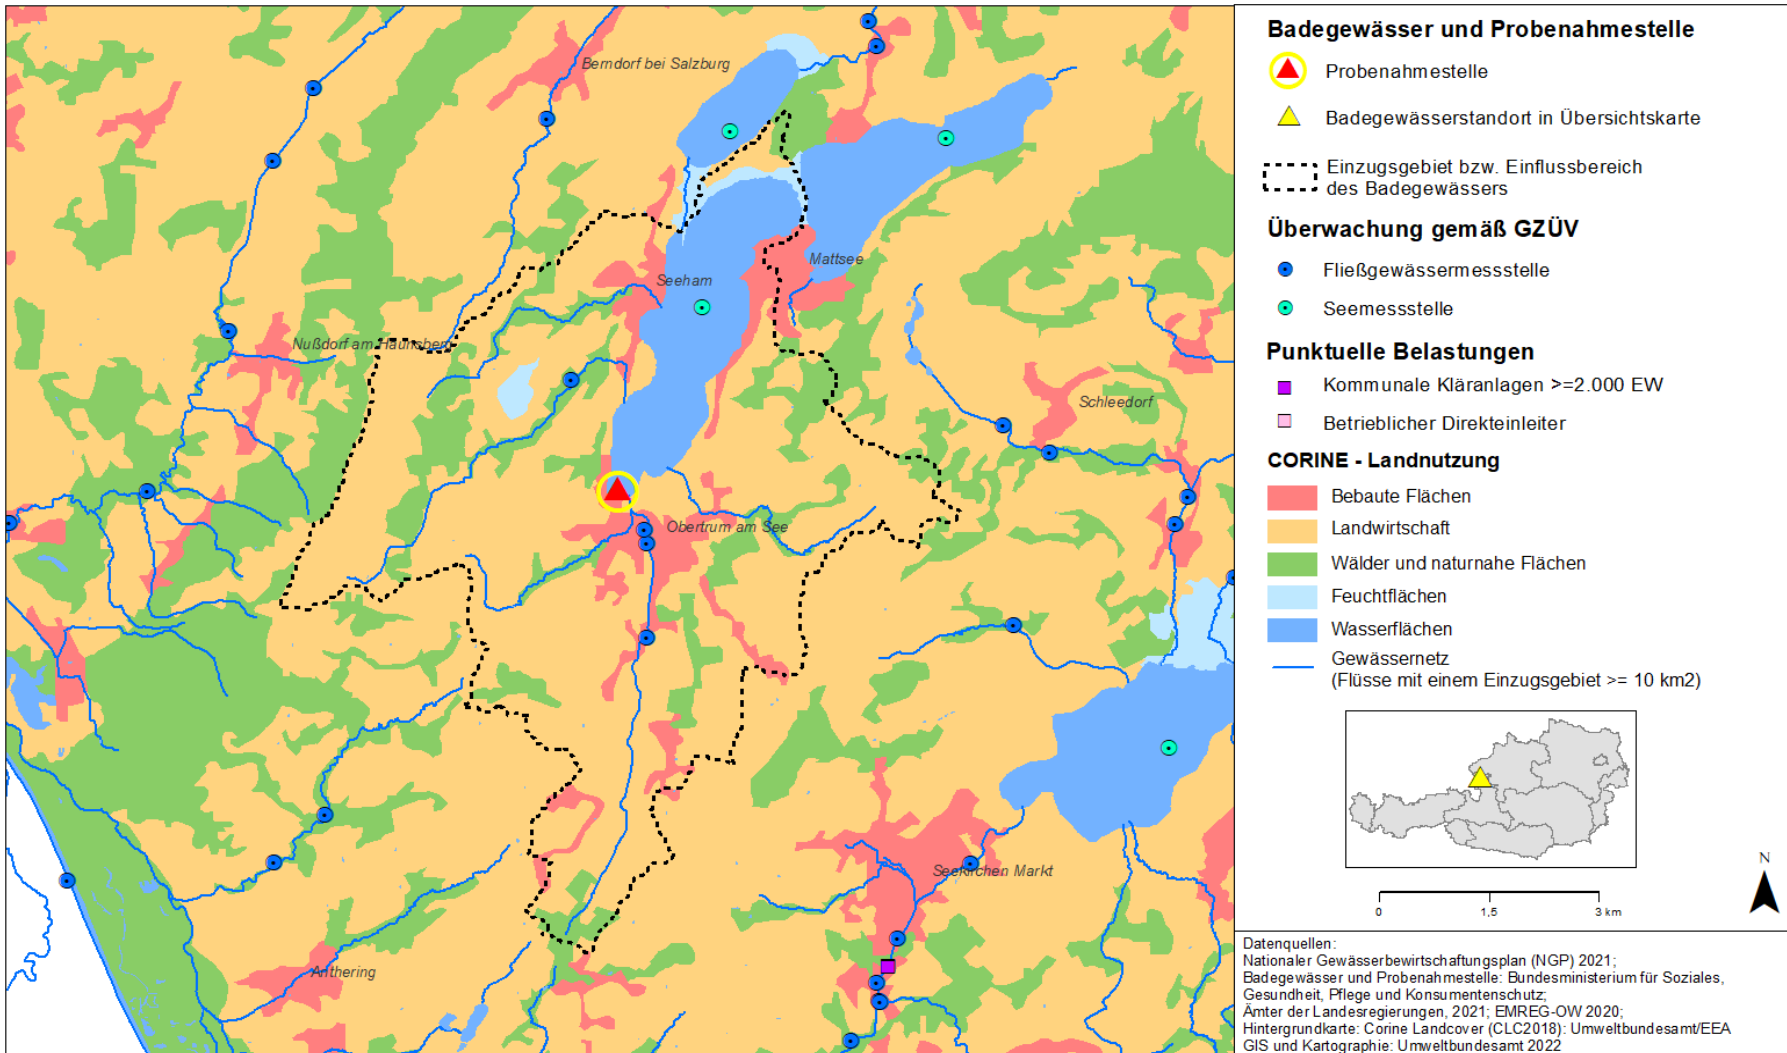 Berndorf bei Salzburg
Mattsee
Seeham
Nußdorf am Haunsberg
Schleedorf
Obertrum am See
Seekirchen Markt
Anthering
Badegewässer und Probenahmestelle
Probenahmestelle
Badegewässerstandort in Übersichtskarte
Einzugsgebiet bzw. Einflussbereich
des Badegewässers
Überwachung gemäß GZÜV
Fließgewässermessstelle
Seemessstelle
Punktuelle Belastungen
Kommunale Kläranlagen >=2.000 EW
Betrieblicher Direkteinleiter
CORINE - Landnutzung
Bebaute Flächen
Landwirtschaft
Wälder und naturnahe Flächen
Feuchtflächen
Wasserflächen
Gewässernetz
(Flüsse mit einem Einzugsgebiet >= 10 km2)
N
0 1,5 3 km
Datenquellen:
Nationaler Gewässerbewirtschaftungsplan (NGP) 2021;
Badegewässer und Probenahmestelle: Bundesministerium für Soziales,
Gesundheit, Pflege und Konsumentenschutz;
Ämter der Landesregierungen, 2021; EMREG-OW 2020;
Hintergrundkarte: Corine Landcover (CLC2018): Umweltbundesamt/EEA
GIS und Kartographie: Umweltbundesamt 2022